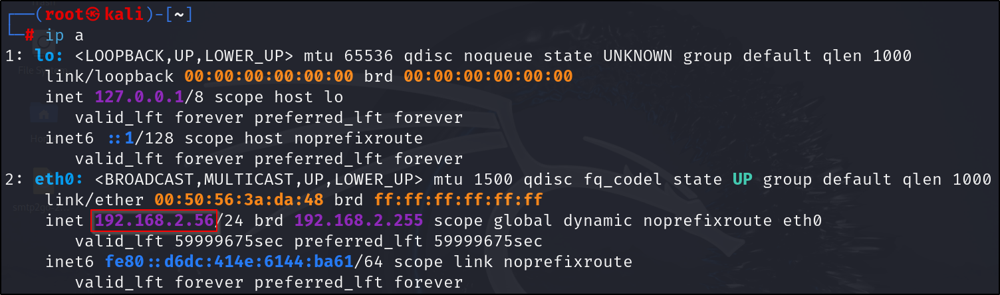 ┌──(root㉿kali)-[~]
└─# ip a
1: lo: <LOOPBACK,UP,LOWER_UP> mtu 65536 qdisc noqueue state UNKNOWN group default qlen 1000
link/loopback 00:00:00:00:00:00 brd 00:00:00:00:00:00
inet 127.0.0.1/8 scope host lo
valid_lft forever preferred_lft forever
inet6 ::1/128 scope host noprefixroute
valid_lft forever preferred_lft forever
2: eth0: <BROADCAST,MULTICAST,UP,LOWER_UP> mtu 1500 qdisc fq_codel state UP group default qlen 1000
link/ether 00:50:56:3a:da:48 brd ff:ff:ff:ff:ff:ff
inet 192.168.2.56/24 brd 192.168.2.255 scope global dynamic noprefixroute eth0
valid_lft 59999675sec preferred_lft 59999675sec
inet6 fe80::d6dc:414e:6144:ba61/64 scope link noprefixroute
valid_lft forever preferred_lft forever